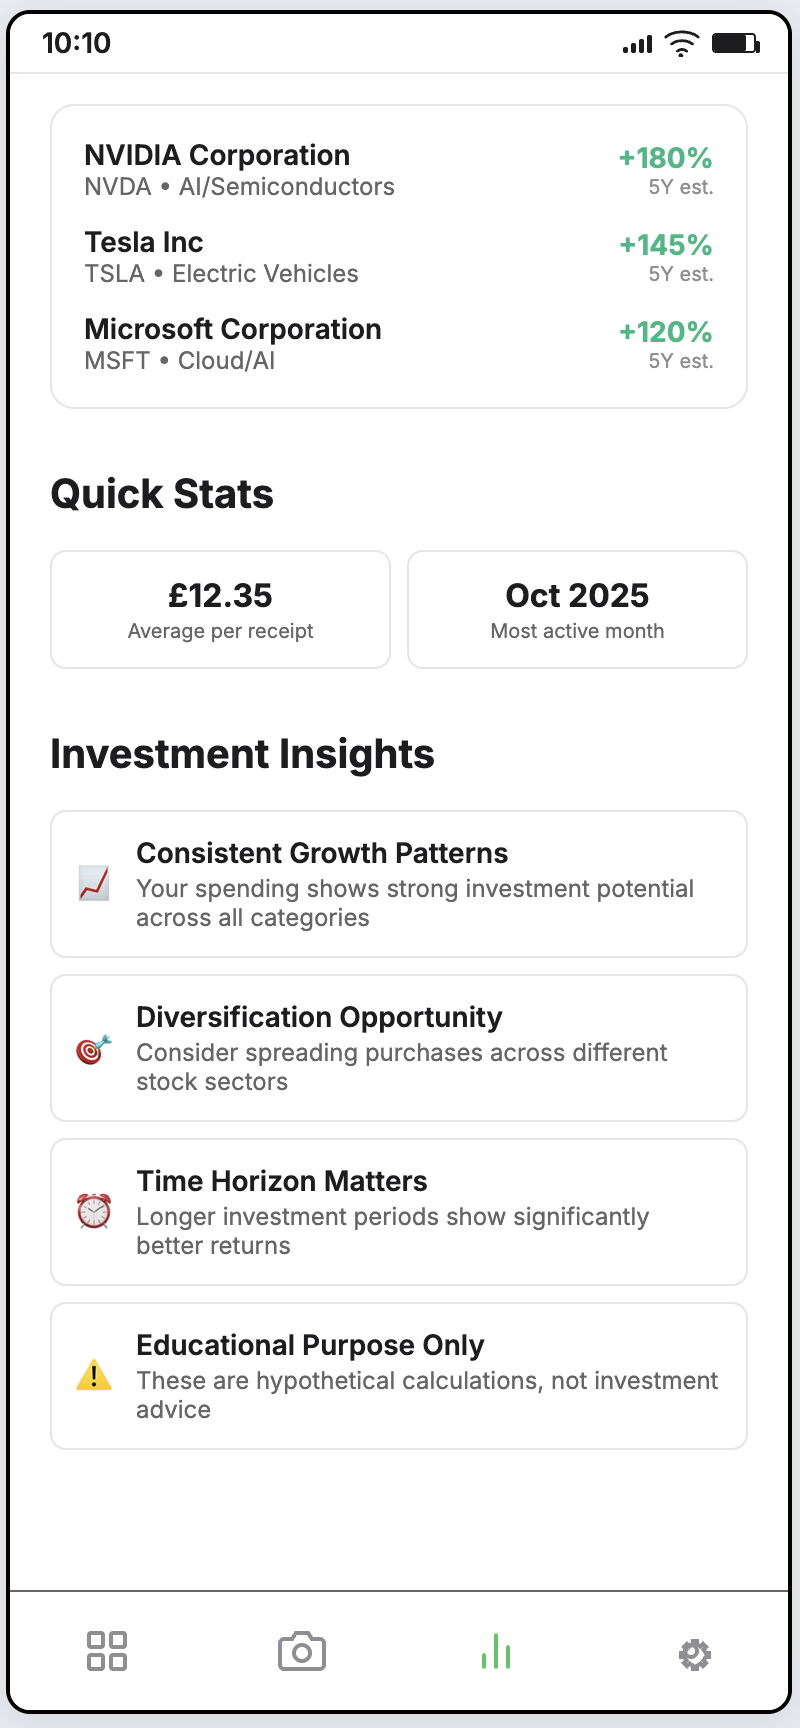 10:10
NVIDIA Corporation
+180%
NVDA • AI/Semiconductors
5Y est.
Tesla Inc
+145%
TSLA • Electric Vehicles
5Y est.
Microsoft Corporation
+120%
MSFT • Cloud/AI
5Y est.
Quick Stats
£12.35
Average per receipt
Oct 2025
Most active month
Investment Insights
Consistent Growth Patterns
Your spending shows strong investment potential
across all categories
Diversification Opportunity
Consider spreading purchases across different
stock sectors
Time Horizon Matters
Longer investment periods show significantly
better returns
Educational Purpose Only
These are hypothetical calculations, not investment
advice